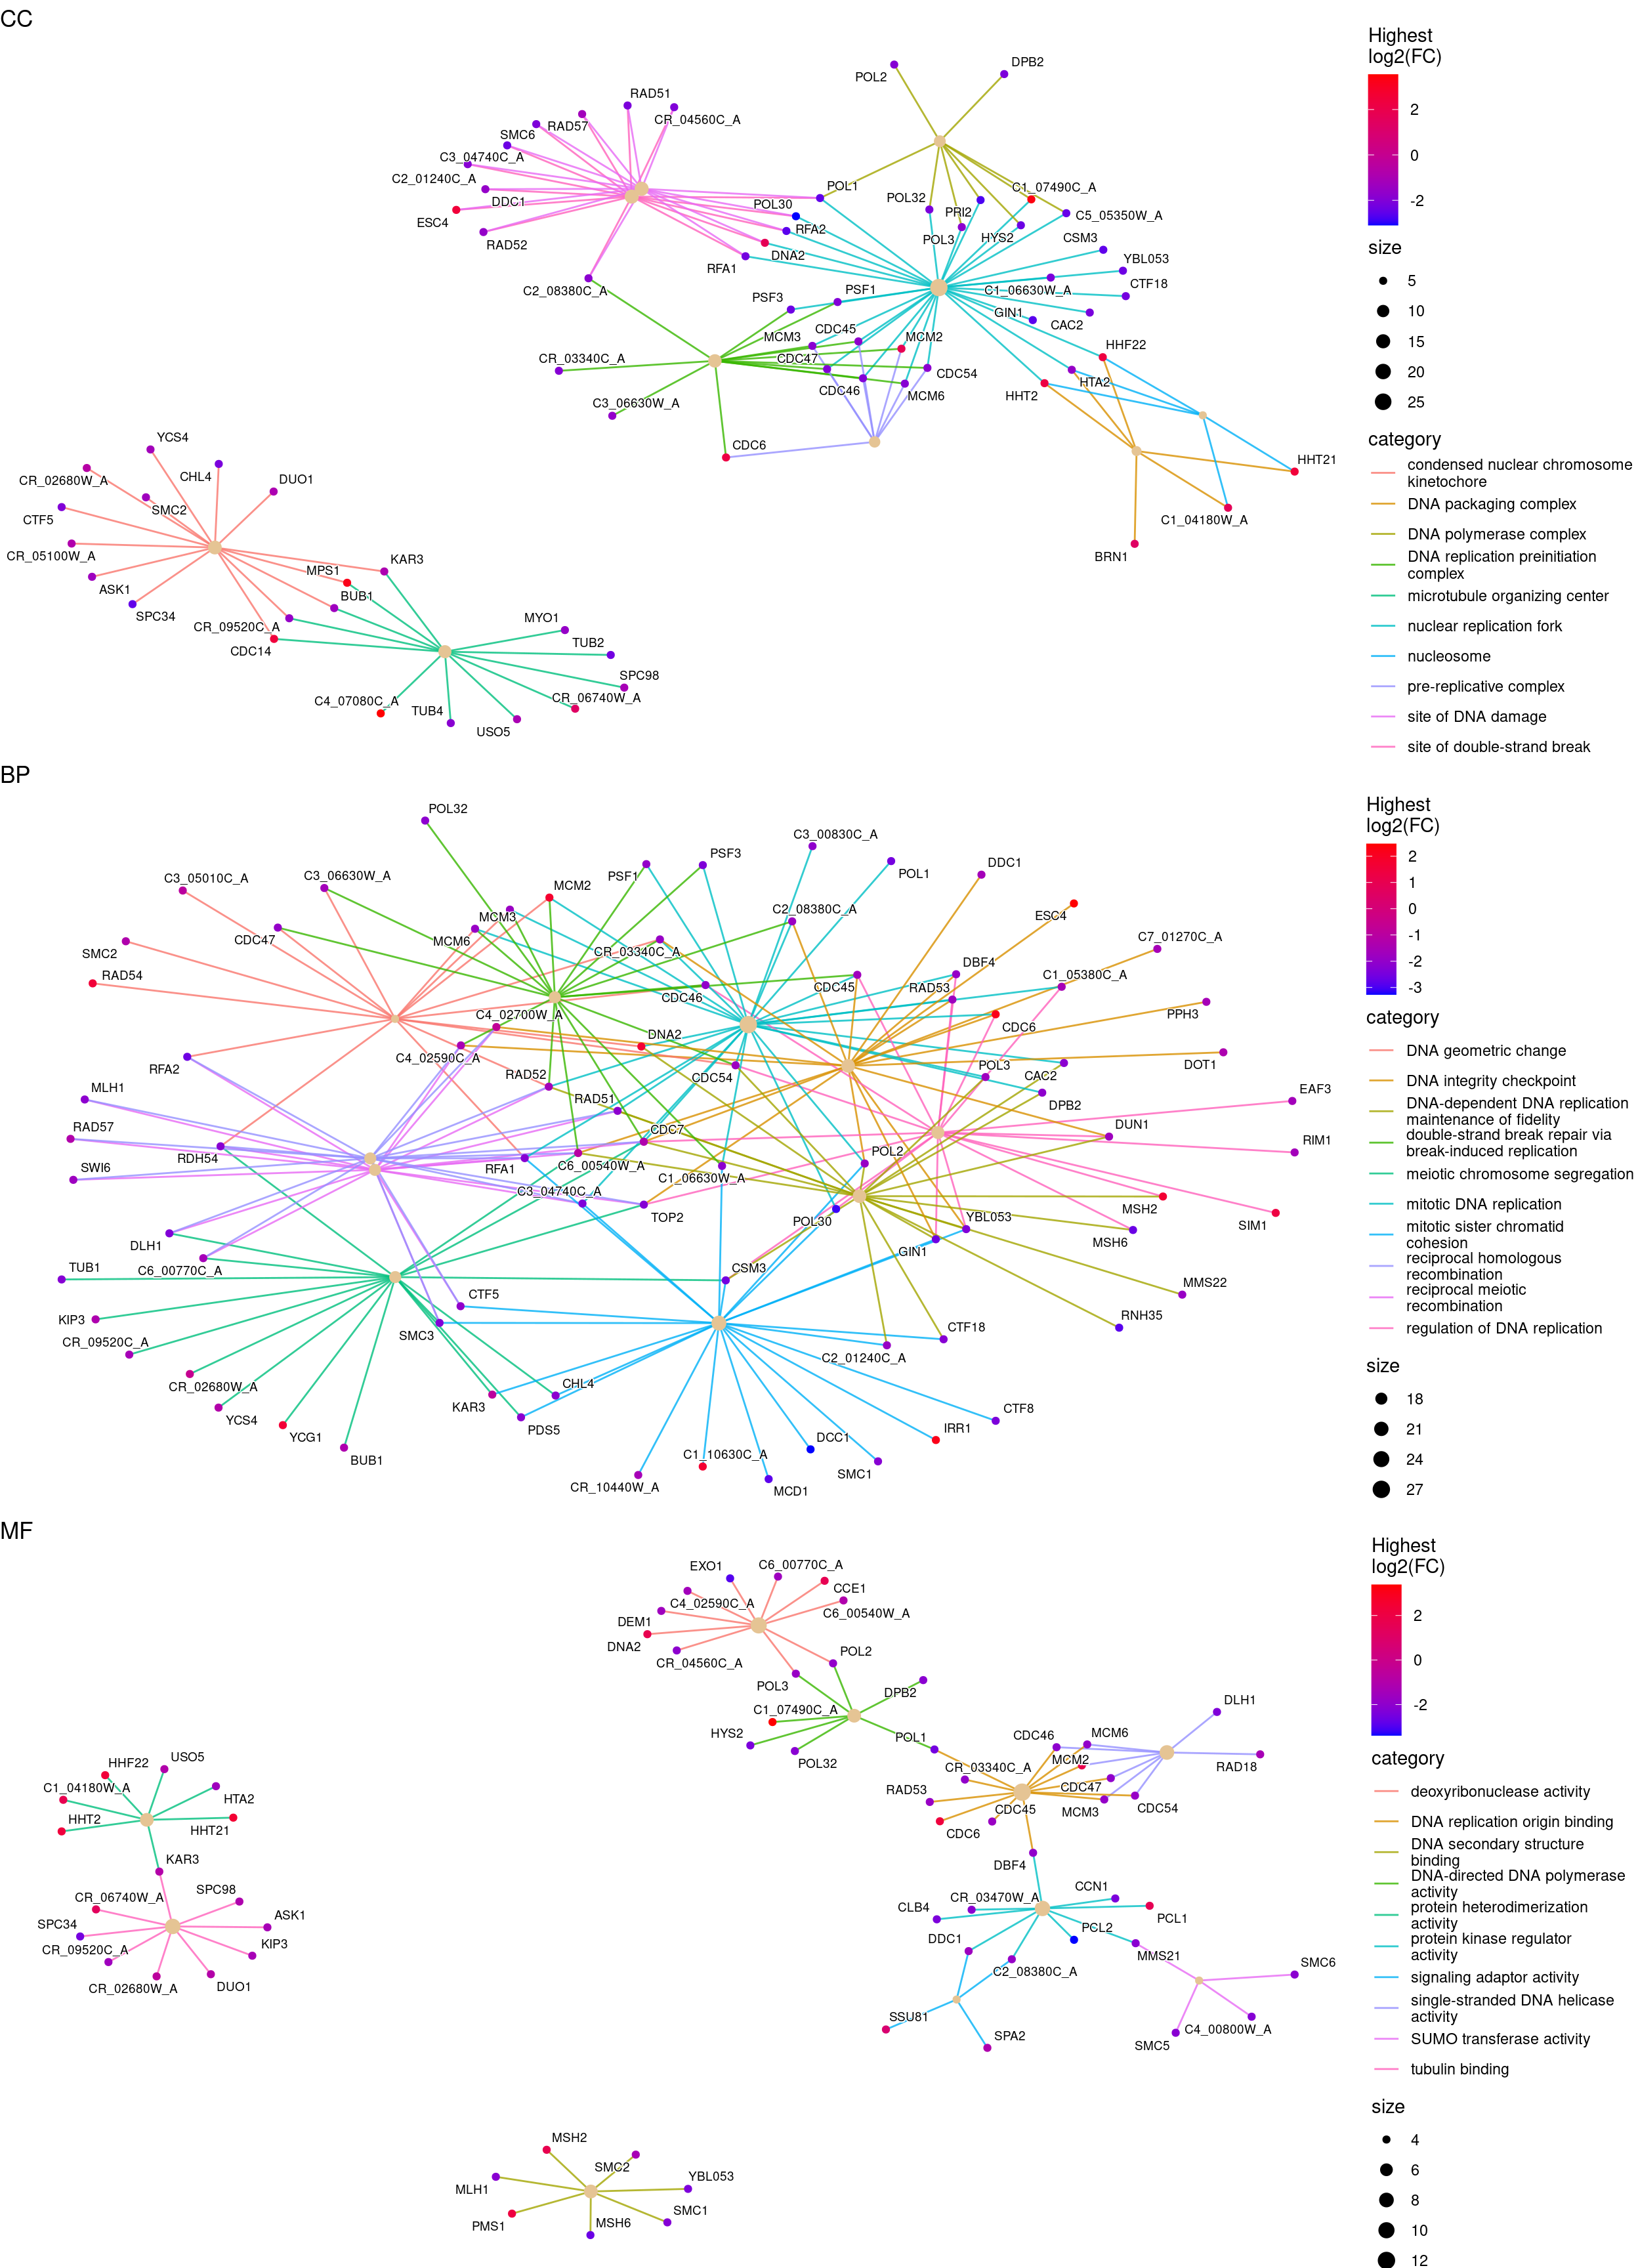 CC
POL2
DPB2
RAD51
CR_04560C_A
RAD57
SMC6
C3_04740C_A
C2_01240C_A
DDC1
ESC4
RAD52
POL1
POL30
RFA2
DNA2
RFA1
C2_08380C_A
POL32
PRI2
POL3
HYS2
C1_07490C_A
C5_05350W_A
CSM3
YBL053
C1_06630W_A
CTF18
GIN1
CAC2
PSF3
PSF1
MCM3
CDC45
MCM2
CDC47
CDC46
CDC54
MCM6
HHF22
HTA2
HHT2
CR_03340C_A
C3_06630W_A
CDC6
HHT21
C1_04180W_A
BRN1
YCS4
CR_02680W_A
CHL4
DUO1
SMC2
CTF5
CR_05100W_A
ASK1
SPC34
MPS1
KAR3
BUB1
CR_09520C_A
CDC14
MYO1
TUB2
SPC98
CR_06740W_A
C4_07080C_A
TUB4
USO5
Highest
log2(FC)
2
0
-2
size
5
10
15
20
25
category
condensed nuclear chromosome
kinetochore
DNA packaging complex
DNA polymerase complex
DNA replication preinitiation
complex
microtubule organizing center
nuclear replication fork
nucleosome
pre-replicative complex
site of DNA damage
site of double-strand break
BP
POL32
C3_05010C_A
C3_06630W_A
PSF1
PSF3
C3_00830C_A
POL1
DDC1
MCM2
MCM3
MCM6
CDC47
SMC2
RAD54
CR_03340C_A
C2_08380C_A
ESC4
C7_01270C_A
DBF4
C1_05380C_A
CDC45
RAD53
CDC46
C4_02700W_A
CDC6
PPH3
DNA2
C4_02590C_A
RFA2
RAD52
CDC54
POL3
CAC2
DOT1
MLH1
RAD51
DPB2
EAF3
RAD57
RDH54
CDC7
DUN1
RIM1
SWI6
RFA1
C6_00540W_A
POL2
C1_06630W_A
C3_04740C_A
TOP2
POL30
YBL053
MSH2
SIM1
MSH6
GIN1
DLH1
C6_00770C_A
TUB1
CSM3
MMS22
KIP3
CTF5
RNH35
CR_09520C_A
SMC3
CTF18
C2_01240C_A
CR_02680W_A
YCS4
KAR3
CHL4
PDS5
YCG1
BUB1
CTF8
IRR1
DCC1
C1_10630C_A
SMC1
CR_10440W_A
MCD1
Highest
log2(FC)
2
1
0
-1
-2
-3
category
DNA geometric change
DNA integrity checkpoint
DNA-dependent DNA replication
maintenance of fidelity
double-strand break repair via
break-induced replication
meiotic chromosome segregation
mitotic DNA replication
mitotic sister chromatid
cohesion
reciprocal homologous
recombination
reciprocal meiotic
recombination
regulation of DNA replication
size
18
21
24
27
MF
EXO1
C6_00770C_A
CCE1
C4_02590C_A
C6_00540W_A
DEM1
DNA2
CR_04560C_A
POL2
POL3
DPB2
C1_07490C_A
HYS2
POL32
POL1
DLH1
CDC46
MCM6
MCM2
RAD18
CR_03340C_A
CDC47
RAD53
MCM3
CDC54
CDC45
CDC6
DBF4
CCN1
CR_03470W_A
CLB4
PCL1
PCL2
DDC1
MMS21
C2_08380C_A
SMC6
SSU81
C4_00800W_A
SPA2
SMC5
HHF22
USO5
C1_04180W_A
HTA2
HHT2
HHT21
KAR3
CR_06740W_A
SPC98
SPC34
ASK1
CR_09520C_A
KIP3
CR_02680W_A
DUO1
MSH2
SMC2
MLH1
YBL053
PMS1
MSH6
SMC1
Highest
log2(FC)
2
0
-2
category
deoxyribonuclease activity
DNA replication origin binding
DNA secondary structure
binding
DNA-directed DNA polymerase
activity
protein heterodimerization
activity
protein kinase regulator
activity
signaling adaptor activity
single-stranded DNA helicase
activity
SUMO transferase activity
tubulin binding
size
4
6
8
10
12